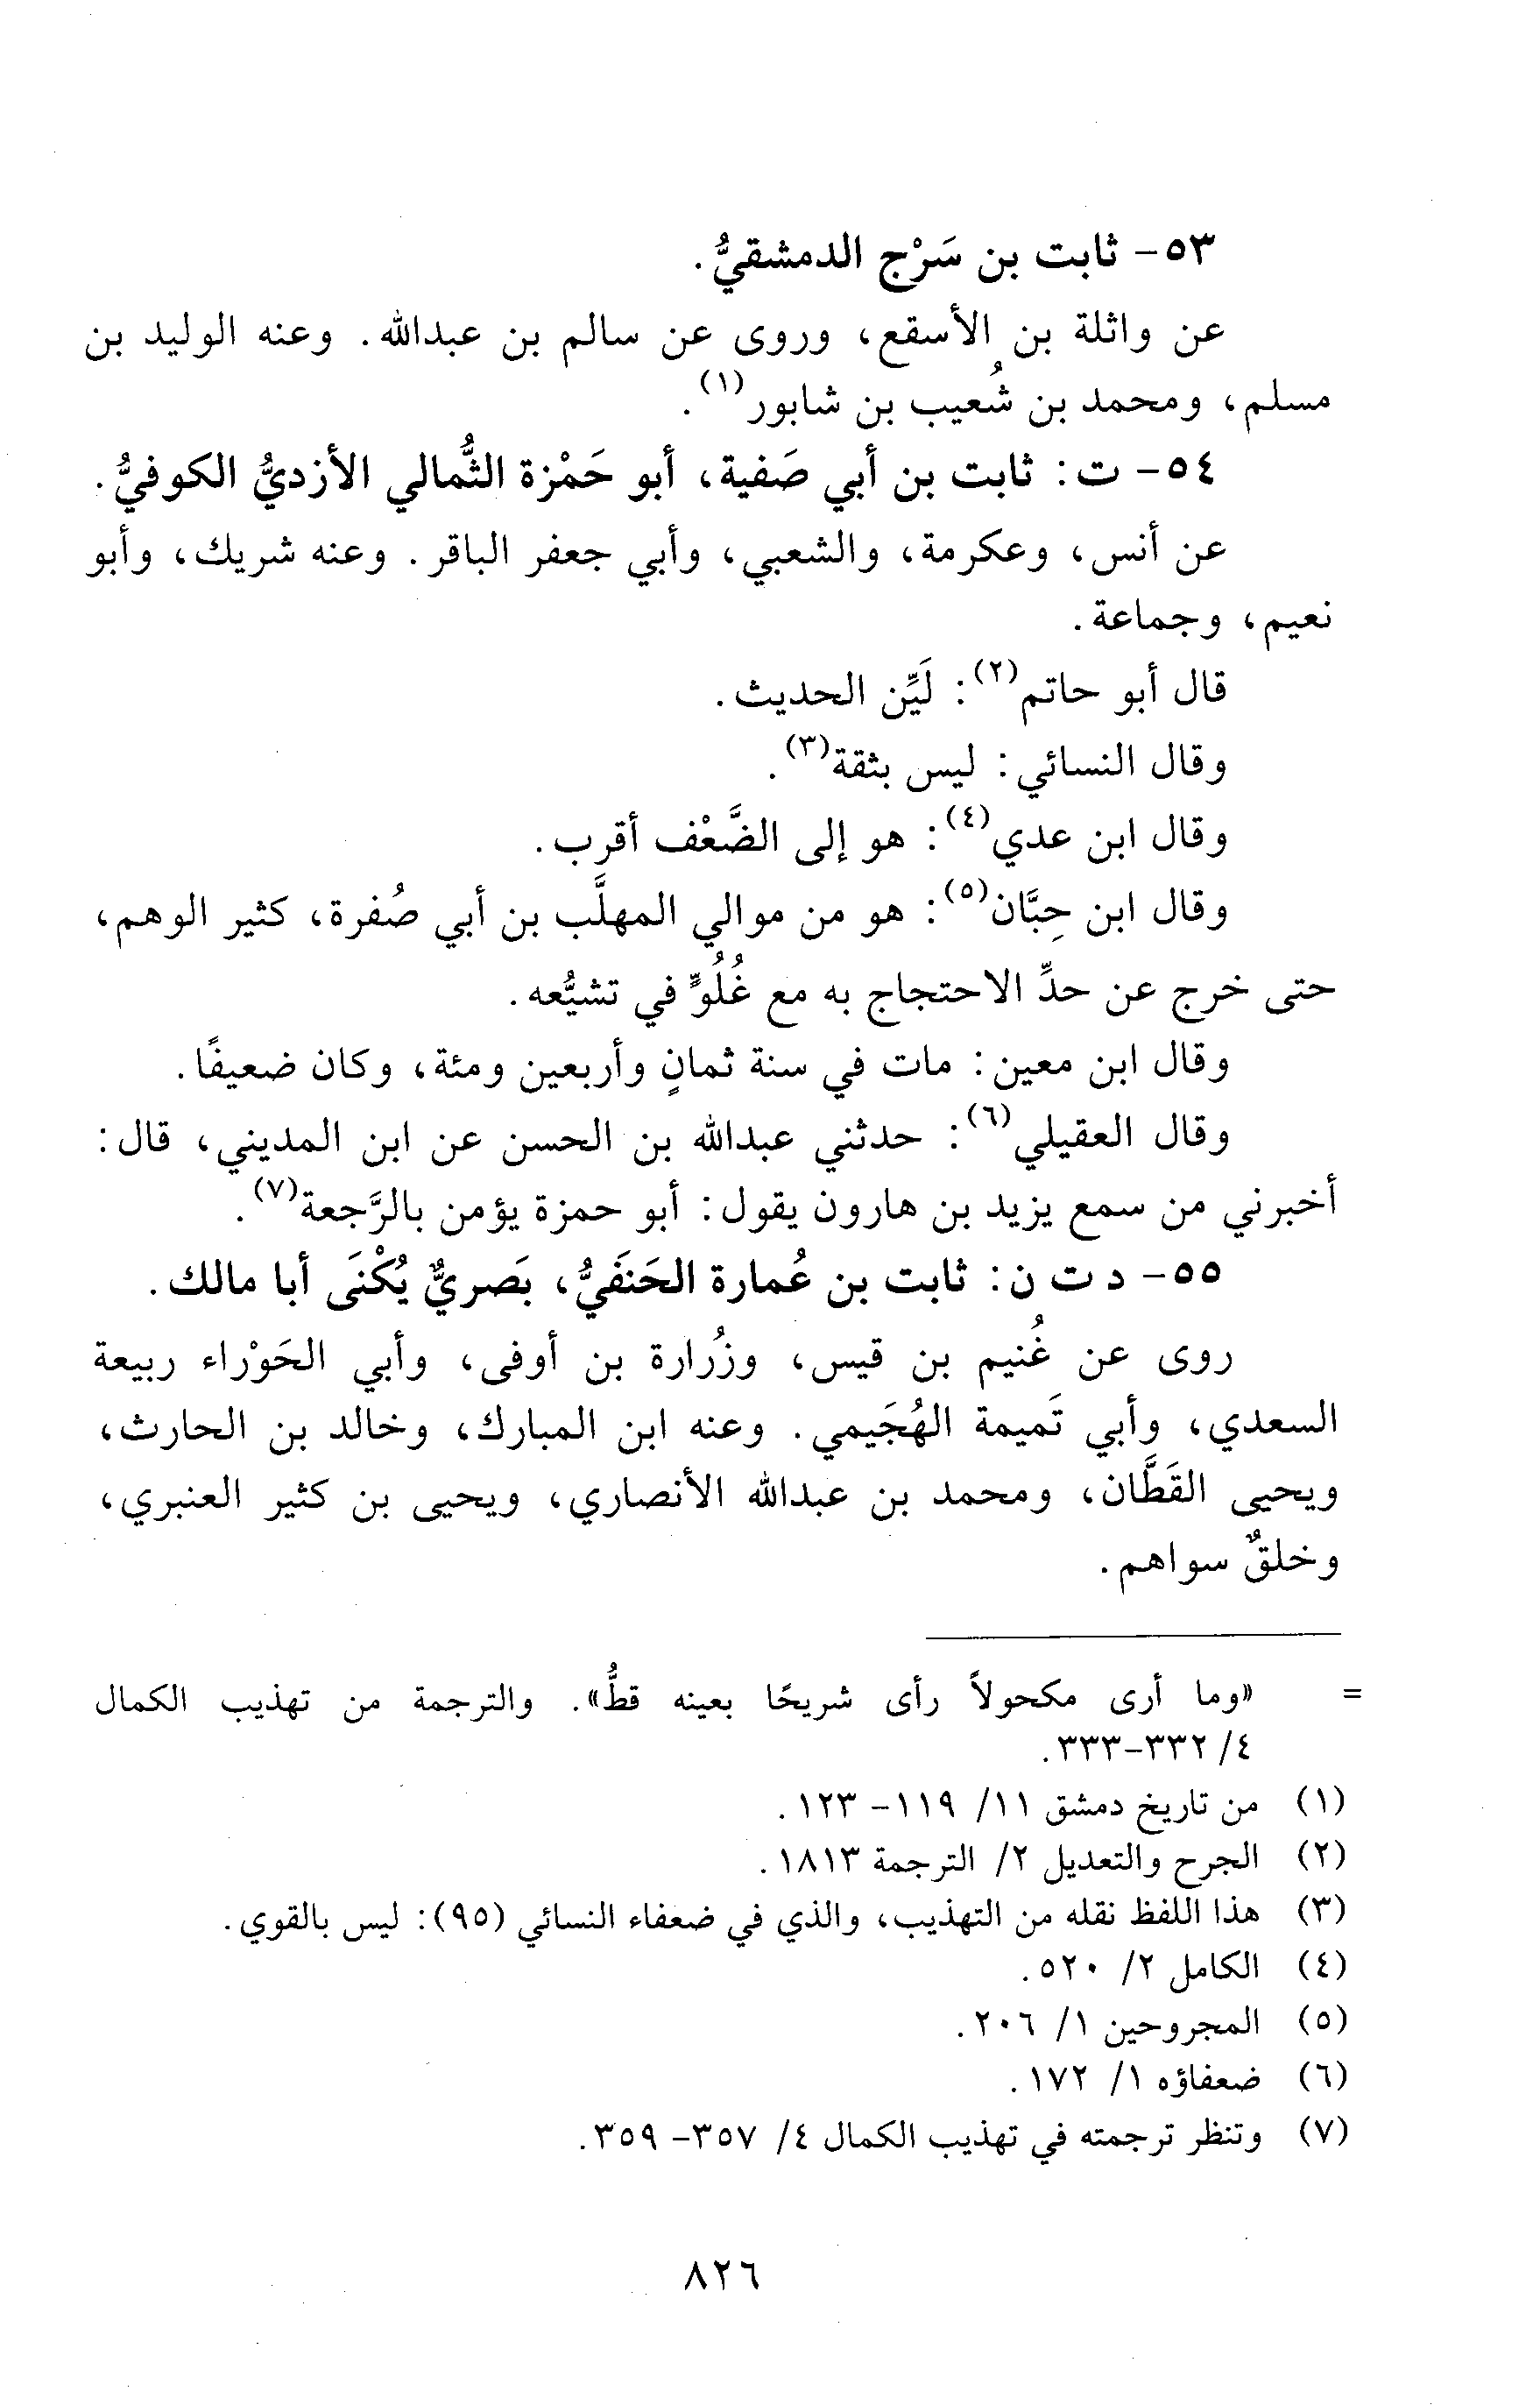 ٥٣- ثابت بن سَرْج الدمشقيُّ.
عن واثلة بن الأسقع، وروى عن سالم بن عبدالله. وعنه الوليد بن
مسلم، ومحمد بن شُعيب بن شابور(١).
٥٤- ت: ثابت بن أبي صَفية، أبو حَمْزة الثُّمالي الأزديُّ الكوفيُّ.
عن أنس، وعكرمة، والشعبي، وأبي جعفر الباقر. وعنه شريك، وأبو
نعيم، وجماعة.
قال أبو حاتم(٢): لَيِّن الحديث.
وقال النسائي: ليس بثقة(٣).
وقال ابن عدي(٤): هو إلى الضَّعْف أقرب.
وقال ابن حِبَّان(٥): هو من موالي المهلَّب بن أبي صُفرة، كثير الوهم،
حتى خرج عن حدِّ الاحتجاج به مع غُلُوٍّ في تشيُّعه.
وقال ابن معين: مات في سنة ثمانٍ وأربعين ومئة، وكان ضعيفًا.
وقال العقيلي(٦): حدثني عبدالله بن الحسن عن ابن المديني، قال:
أخبرني من سمع يزيد بن هارون يقول: أبو حمزة يؤمن بالرَّجعة(٧).
٥٥- د ت ن: ثابت بن عُمارة الحَنَفَيُّ، بَصريٌّ يُكْنَى أبا مالك.
روى عن غُنيم بن قيس، وزُرارة بن أوفى، وأبي الحَوْراء ربيعة
السعدي، وأبي تَميمة الهُجَيمي. وعنه ابن المبارك، وخالد بن الحارث،
ويحيى القَطَّان، ومحمد بن عبدالله الأنصاري، ويحيى بن كثير العنبري،
وخلقٌ سواهم.
= «وما أرى مكحولاً رأى شريحًا بعينه قطُّ». والترجمة من تهذيب الكمال
٤/ ٣٣٢-٣٣٣.
(١) من تاريخ دمشق ١١/ ١١٩- ١٢٣.
(٢) الجرح والتعديل ٢/ الترجمة ١٨١٣.
(٣) هذا اللفظ نقله من التهذيب، والذي في ضعفاء النسائي (٩٥): ليس بالقوي.
(٤) الكامل ٢/ ٥٢٠.
(٥) المجروحين ١/ ٢٠٦.
(٦) ضعفاؤه ١/ ١٧٢.
(٧) وتنظر ترجمته في تهذيب الكمال ٤/ ٣٥٧- ٣٥٩.
٨٢٦